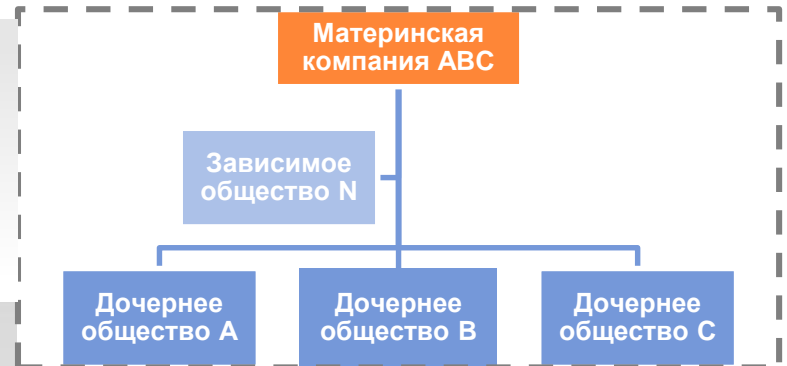 Материнская
компания ABC
Зависимое
общество N
Дочернее
общество A
Дочернее
общество B
Дочернее
общество C